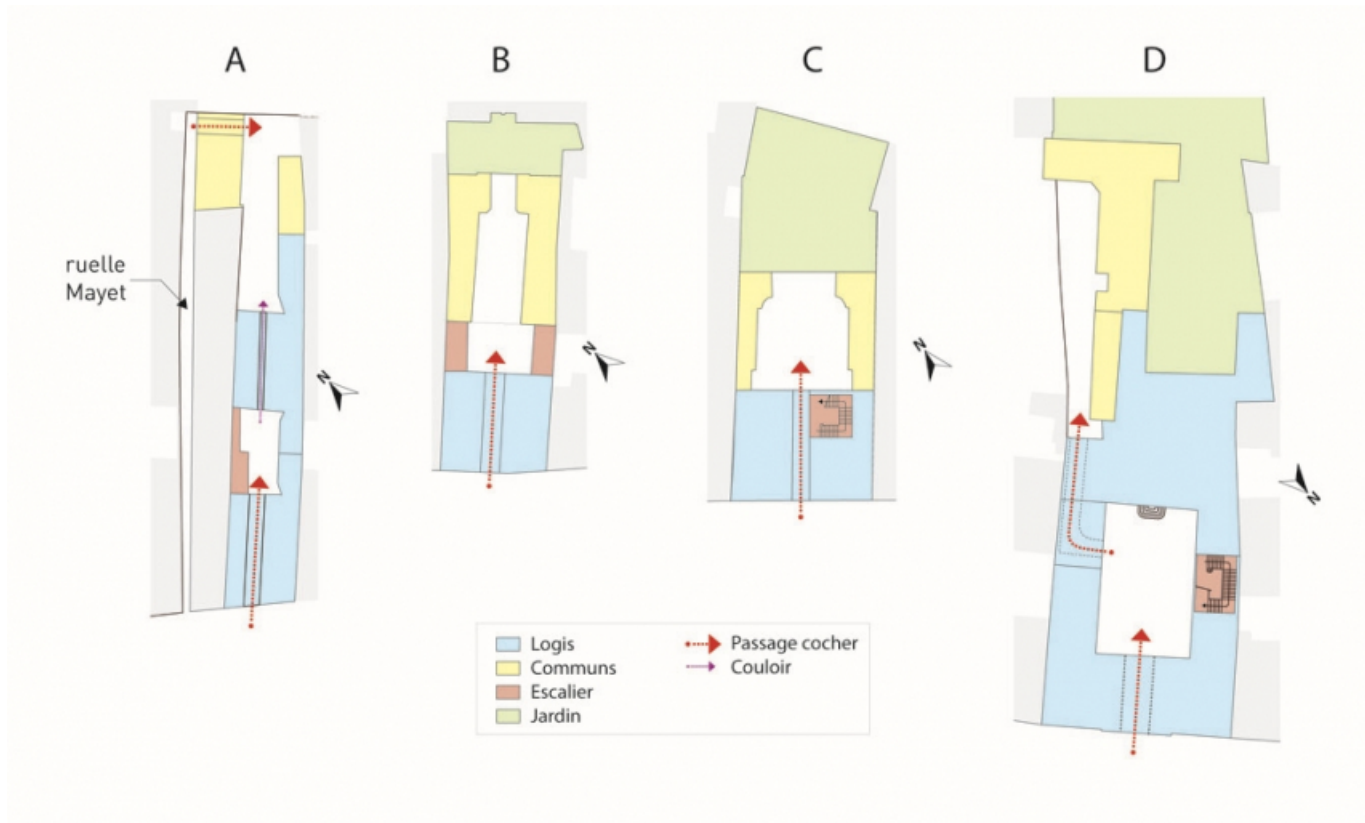 A
B
C
D
ruelle
Mayet
N
N
N
N
Logis
Communs
Escalier
Jardin
Passage cocher
Couloir